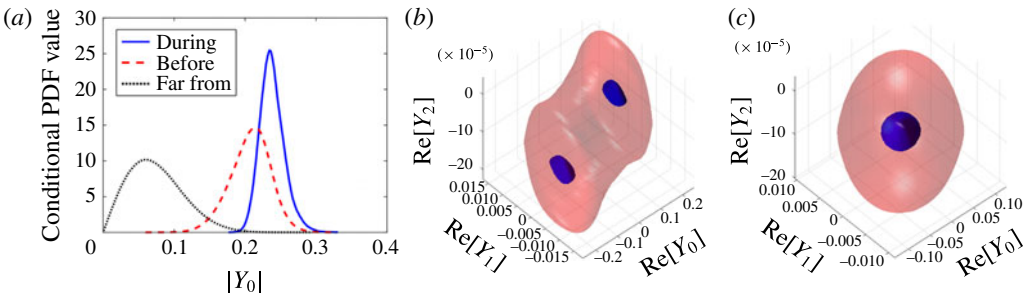 (a)
Conditional PDF value
30
25
20
15
10
5
0
0.1
0.2
0.3
0.4
|Y0|
During
Before
Far from
(b)
(× 10−5)
Re[Y2]
0
−10
−20
0.015
0.010
0.005
0
−0.005
−0.010
−0.015
Re[Y1]
−0.2
−0.1
0
0.1
0.2
Re[Y0]
(c)
(× 10−5)
Re[Y2]
0
−10
−20
0.010
0.005
0
−0.005
−0.010
Re[Y1]
−0.10
−0.05
0
0.05
0.10
Re[Y0]